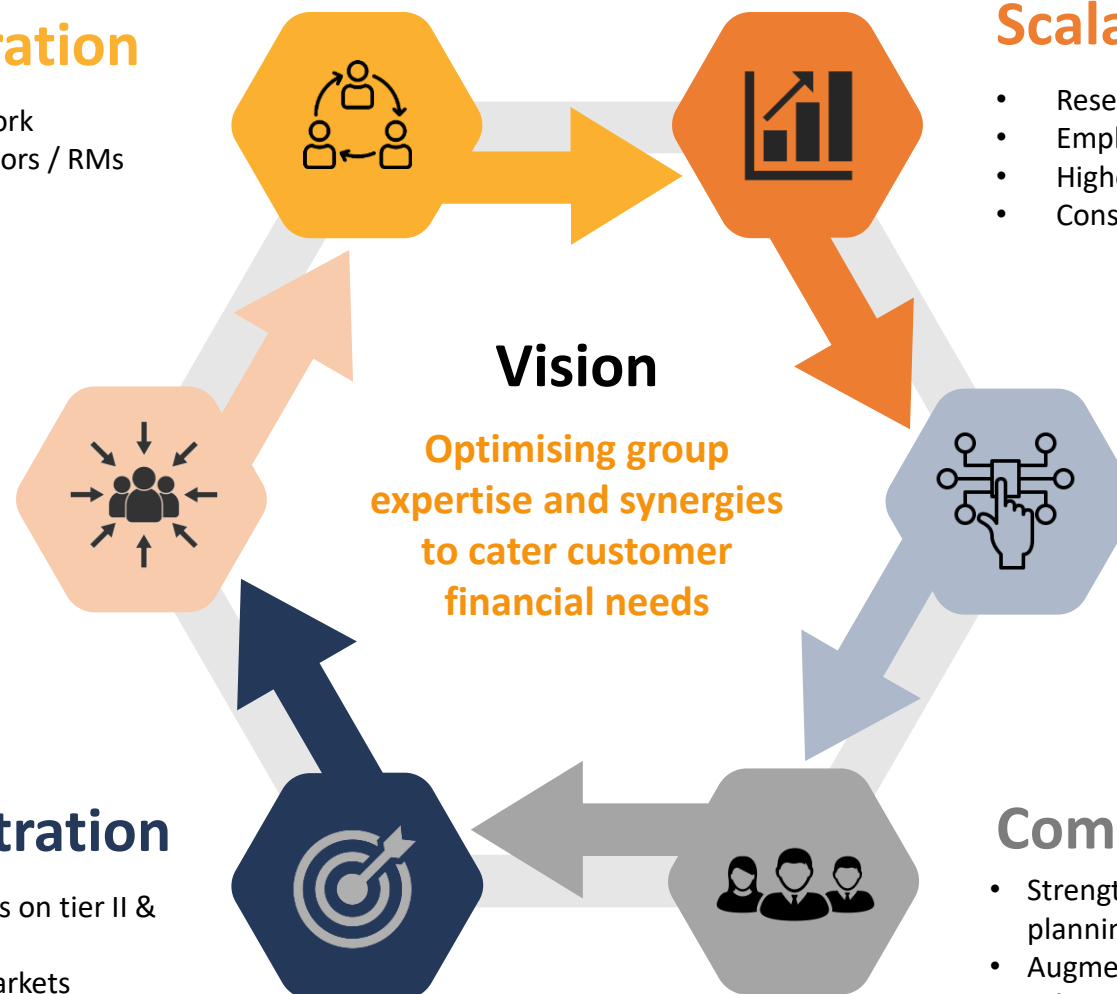 ration
ork
ors / RMs
Scala
• Rese
• Empl
• Highe
• Cons
Vision
Optimising group
expertise and synergies
to cater customer
financial needs
tration
s on tier II &
arkets
Com
• Strengt
plannin
• Augme